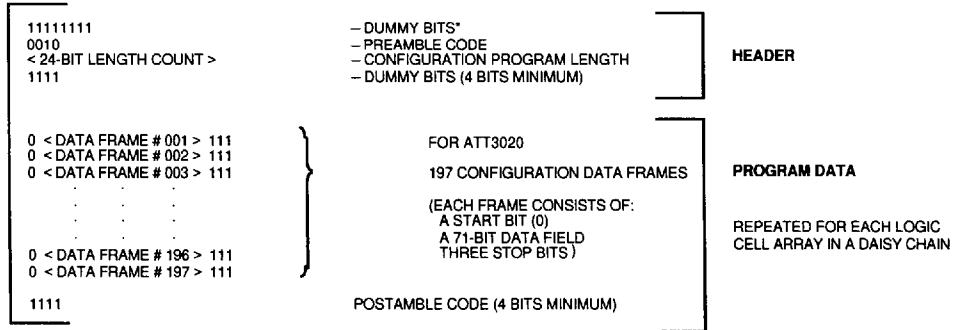 11111111 – DUMMY BITS*
0010 – PREAMBLE CODE
< 24-BIT LENGTH COUNT > – CONFIGURATION PROGRAM LENGTH
1111 – DUMMY BITS (4 BITS MINIMUM)
HEADER
0 < DATA FRAME # 001 > 111 FOR ATT3020
0 < DATA FRAME # 002 > 111
0 < DATA FRAME # 003 > 111 197 CONFIGURATION DATA FRAMES
. . .
. . . (EACH FRAME CONSISTS OF:
. . . A START BIT (0)
. . . A 71-BIT DATA FIELD
0 < DATA FRAME # 196 > 111 THREE STOP BITS )
0 < DATA FRAME # 197 > 111
1111 POSTAMBLE CODE (4 BITS MINIMUM)
PROGRAM DATA
REPEATED FOR EACH LOGIC
CELL ARRAY IN A DAISY CHAIN